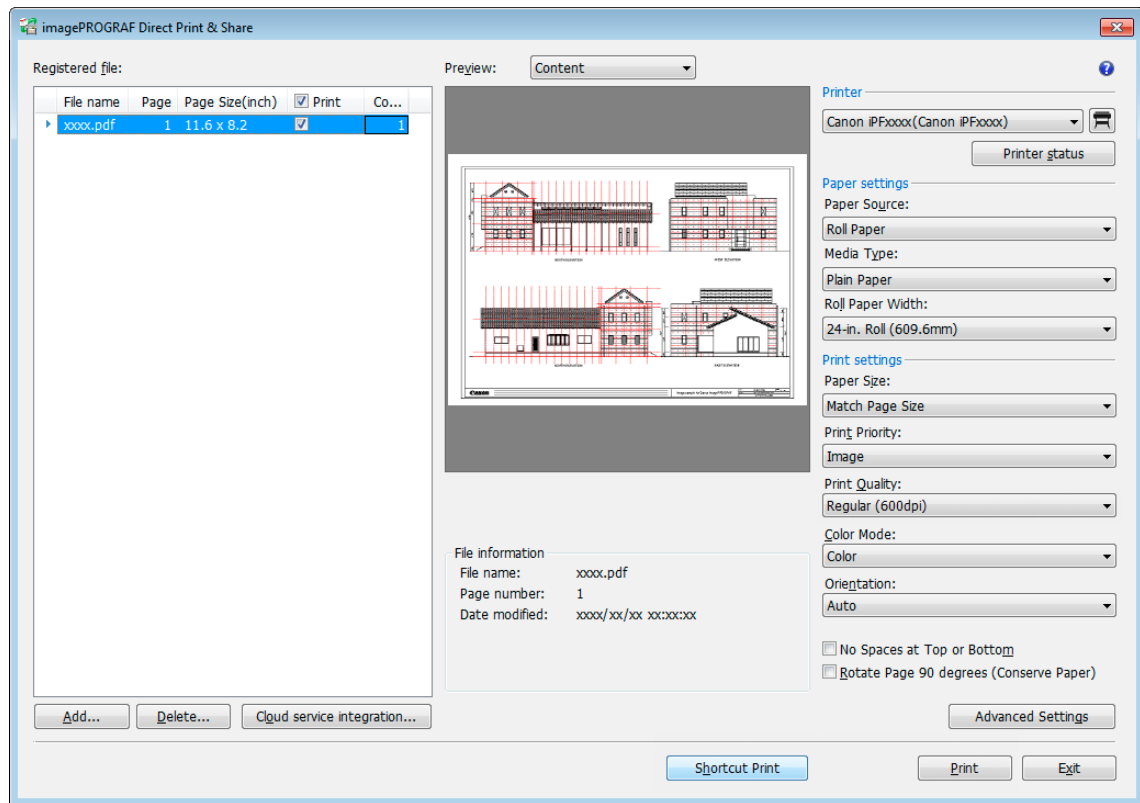 imagePROGRAF Direct Print & Share
Registered file:
File name Page Page Size(inch) Print Co...
xxxx.pdf 1 11.6 x 8.2 1
Add... Delete... Cloud service integration...
Preview: Content
Canon
File information
File name: xxxx.pdf
Page number: 1
Date modified: xxxx/xx/xx xx:xx:xx
Printer
Canon iPFxxxx(Canon iPFxxxx)
Printer status
Paper settings
Paper Source:
Roll Paper
Media Type:
Plain Paper
Roll Paper Width:
24-in. Roll (609.6mm)
Print settings
Paper Size:
Match Page Size
Print Priority:
Image
Print Quality:
Regular (600dpi)
Color Mode:
Color
Orientation:
Auto
No Spaces at Top or Bottom
Rotate Page 90 degrees (Conserve Paper)
Advanced Settings
Shortcut Print Print Exit